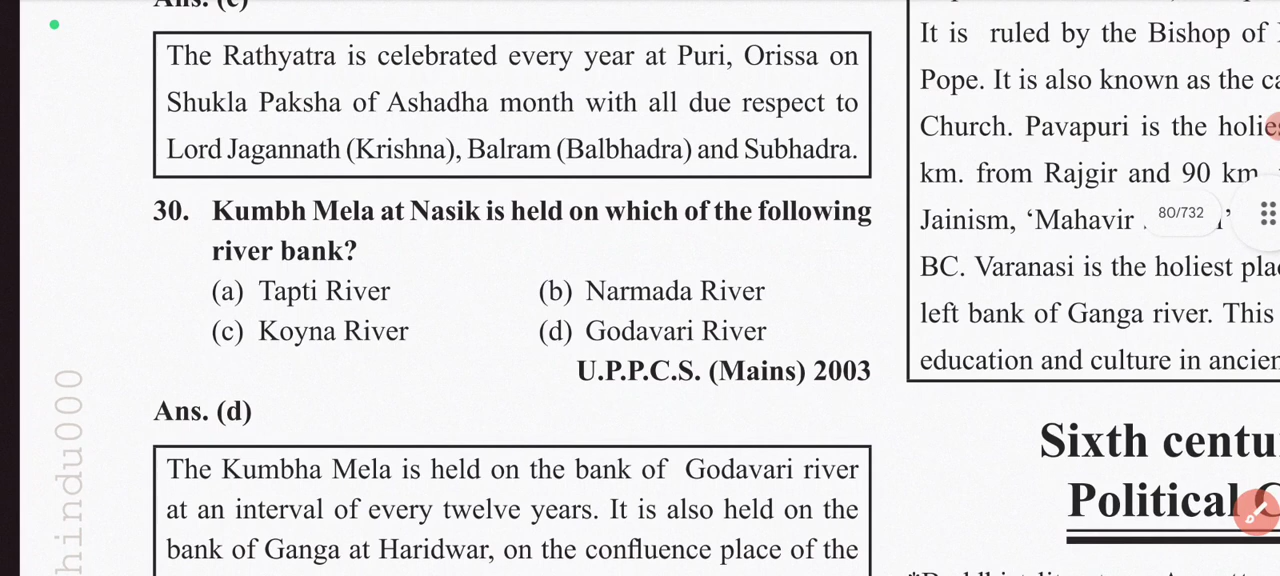 The Rathyatra is celebrated every year at Puri, Orissa on
Shukla Paksha of Ashadha month with all due respect to
Lord Jagannath (Krishna), Balram (Balbhadra) and Subhadra.
30. Kumbh Mela at Nasik is held on which of the following
river bank?
(a) Tapti River (b) Narmada River
(c) Koyna River (d) Godavari River
U.P.P.C.S. (Mains) 2003
Ans. (d)
The Kumbha Mela is held on the bank of Godavari river
at an interval of every twelve years. It is also held on the
bank of Ganga at Haridwar, on the confluence place of the
hindu000
It is ruled by the Bishop of
Pope. It is also known as the
Church. Pavapuri is the
km. from Rajgir and 90 km
Jainism, ‘Mahavir
80/732
BC. Varanasi is the holiest
left bank of Ganga river. This
education and culture in
Sixth
Political